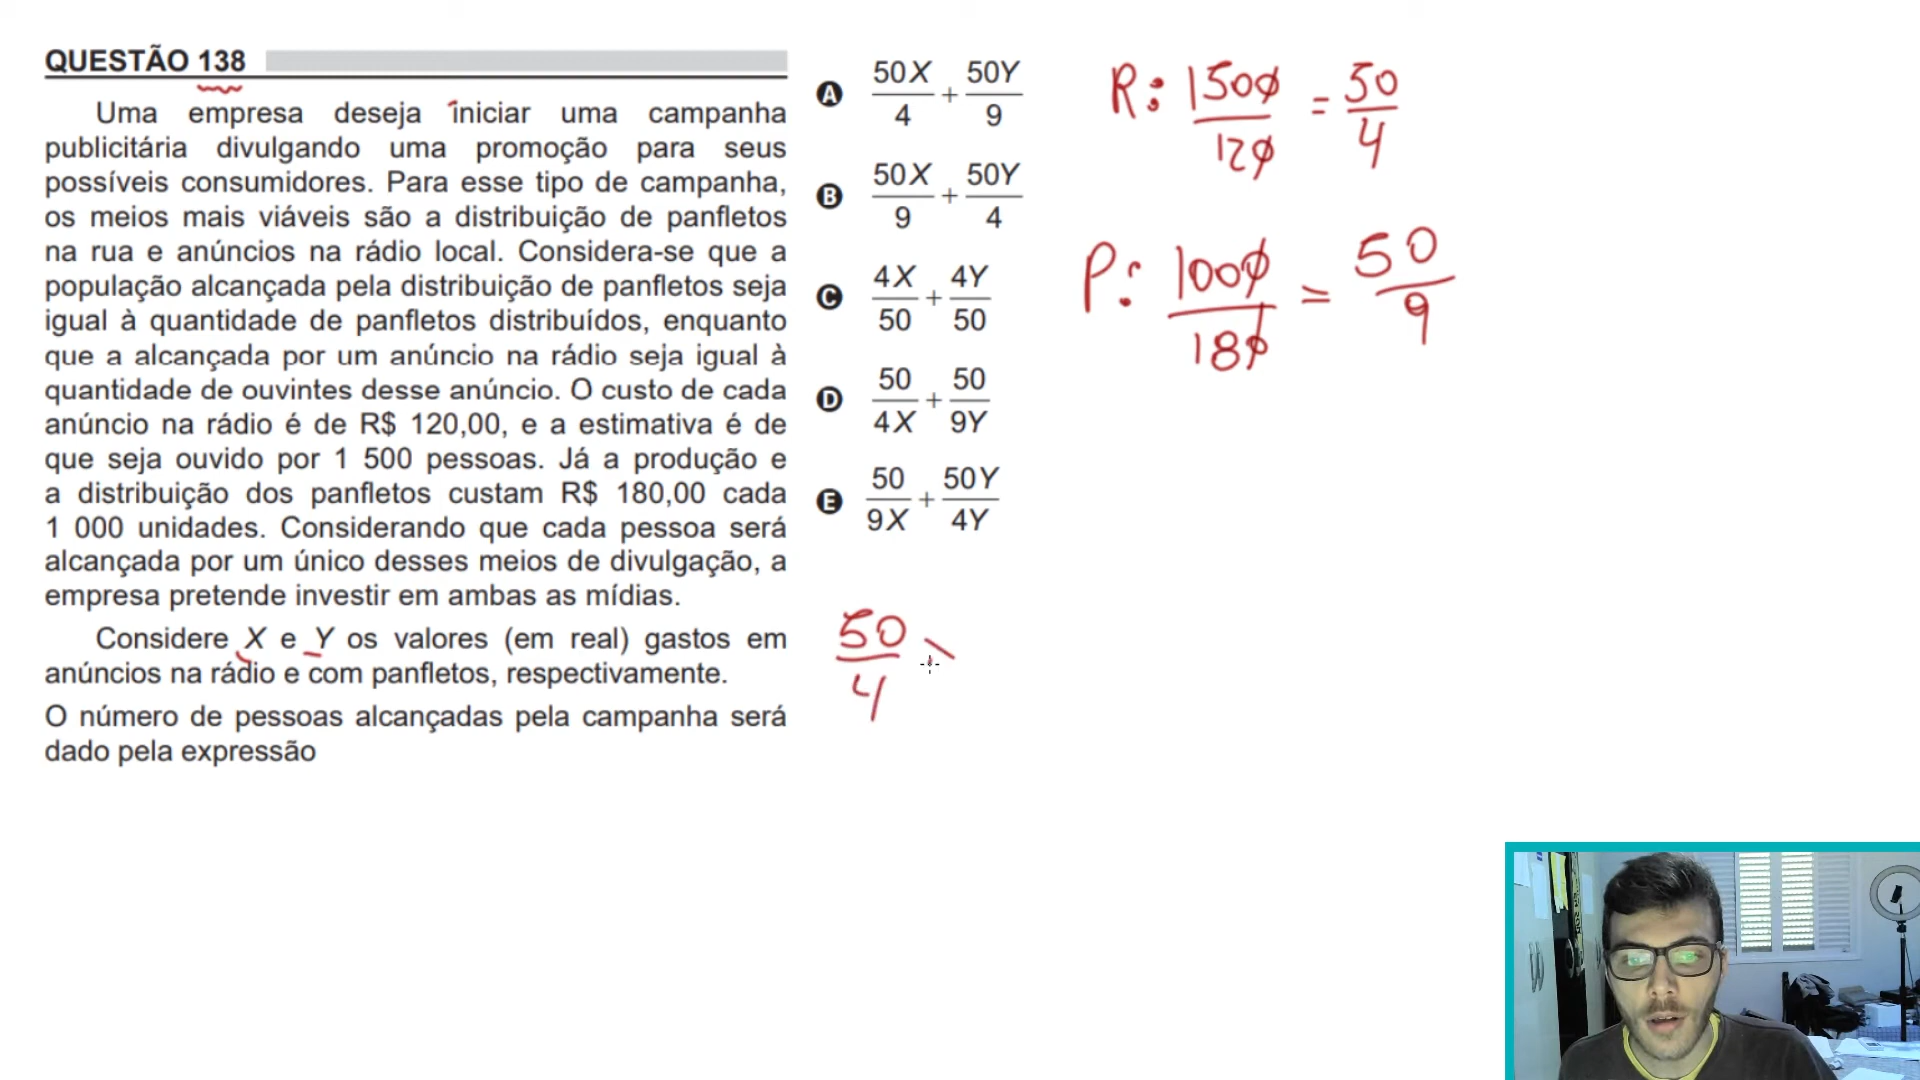 QUESTÃO 138
Uma empresa deseja iniciar uma campanha
publicitária divulgando uma promoção para seus
possíveis consumidores. Para esse tipo de campanha,
os meios mais viáveis são a distribuição de panfletos
na rua e anúncios na rádio local. Considera-se que a
população alcançada pela distribuição de panfletos seja
igual à quantidade de panfletos distribuídos, enquanto
que a alcançada por um anúncio na rádio seja igual à
quantidade de ouvintes desse anúncio. O custo de cada
anúncio na rádio é de R$ 120,00, e a estimativa é de
que seja ouvido por 1 500 pessoas. Já a produção e
a distribuição dos panfletos custam R$ 180,00 cada
1 000 unidades. Considerando que cada pessoa será
alcançada por um único desses meios de divulgação, a
empresa pretende investir em ambas as mídias.
Considere X e Y os valores (em real) gastos em
anúncios na rádio e com panfletos, respectivamente.
O número de pessoas alcançadas pela campanha será
dado pela expressão
A 50X/4 + 50Y/9
B 50X/9 + 50Y/4
C 4X/50 + 4Y/50
D 50/4X + 50/9Y
E 50/9X + 50Y/4Y
50/4
R: 1500/120 = 50/4
P: 1000/180 = 50/9